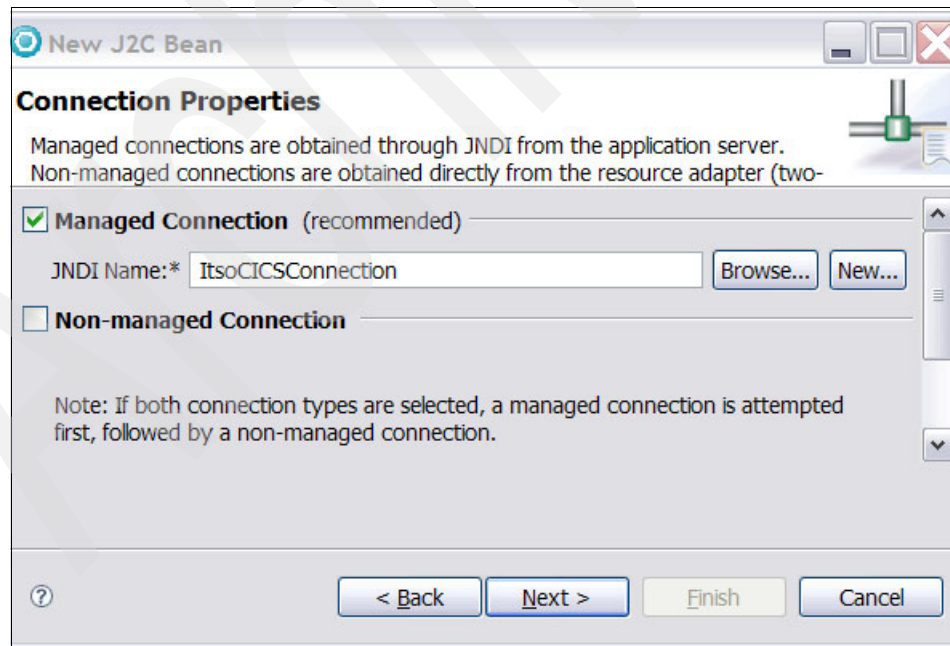 New J2C Bean
Connection Properties
Managed connections are obtained through JNDI from the application server.
Non-managed connections are obtained directly from the resource adapter (two-
Managed Connection (recommended)
JNDI Name:* ItsoCICSConnection Browse... New...
Non-managed Connection
Note: If both connection types are selected, a managed connection is attempted
first, followed by a non-managed connection.
? < Back Next > Finish Cancel